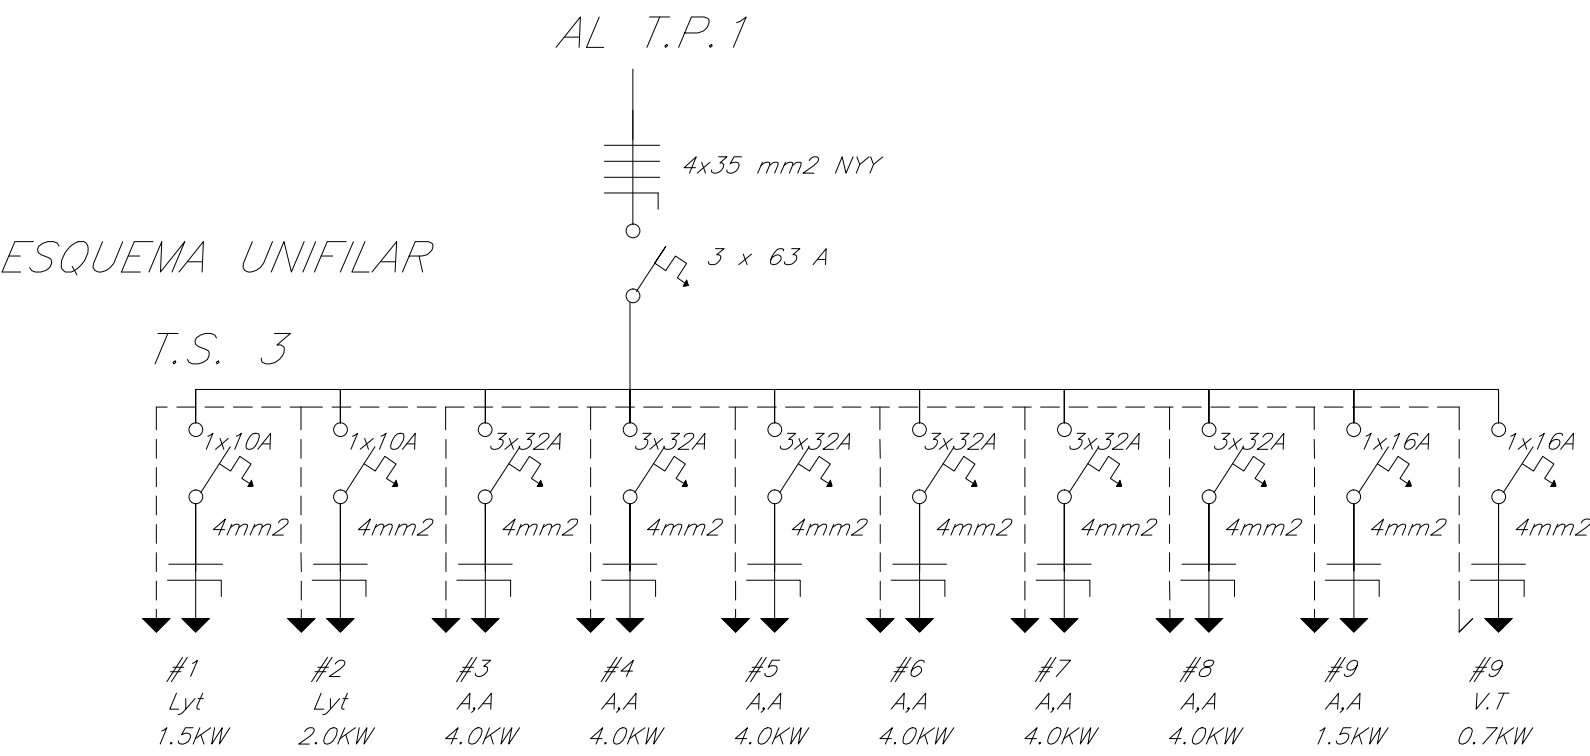 AL T.P.1
4x35 mm2 NYY
ESQUEMA UNIFILAR
3 x 63 A
T.S. 3
1x10A 1x10A 3x32A 3x32A 3x32A 3x32A 3x32A 3x32A 1x16A 1x16A
4mm2 4mm2 4mm2 4mm2 4mm2 4mm2 4mm2 4mm2 4mm2 4mm2
#1 #2 #3 #4 #5 #6 #7 #8 #9 #9
Lyt Lyt A,A A,A A,A A,A A,A A,A A,A V.T
1.5KW 2.0KW 4.0KW 4.0KW 4.0KW 4.0KW 4.0KW 4.0KW 1.5KW 0.7KW